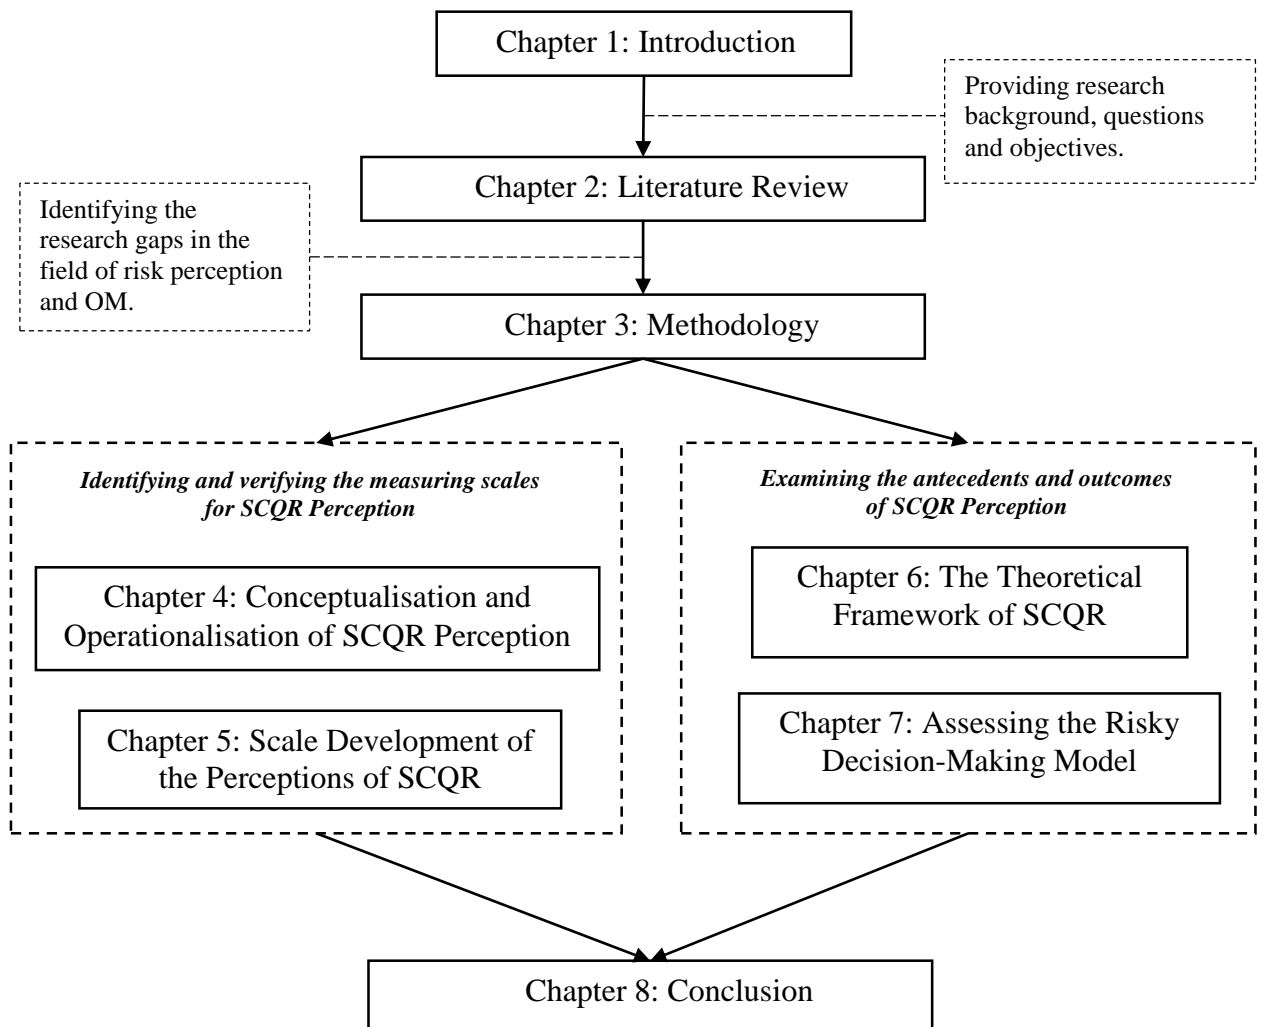 Chapter 1: Introduction
Providing research
background, questions
and objectives.
Chapter 2: Literature Review
Identifying the
research gaps in the
field of risk perception
and OM.
Chapter 3: Methodology
Identifying and verifying the measuring scales
for SCQR Perception
Chapter 4: Conceptualisation and
Operationalisation of SCQR Perception
Chapter 5: Scale Development of
the Perceptions of SCQR
Examining the antecedents and outcomes
of SCQR Perception
Chapter 6: The Theoretical
Framework of SCQR
Chapter 7: Assessing the Risky
Decision-Making Model
Chapter 8: Conclusion